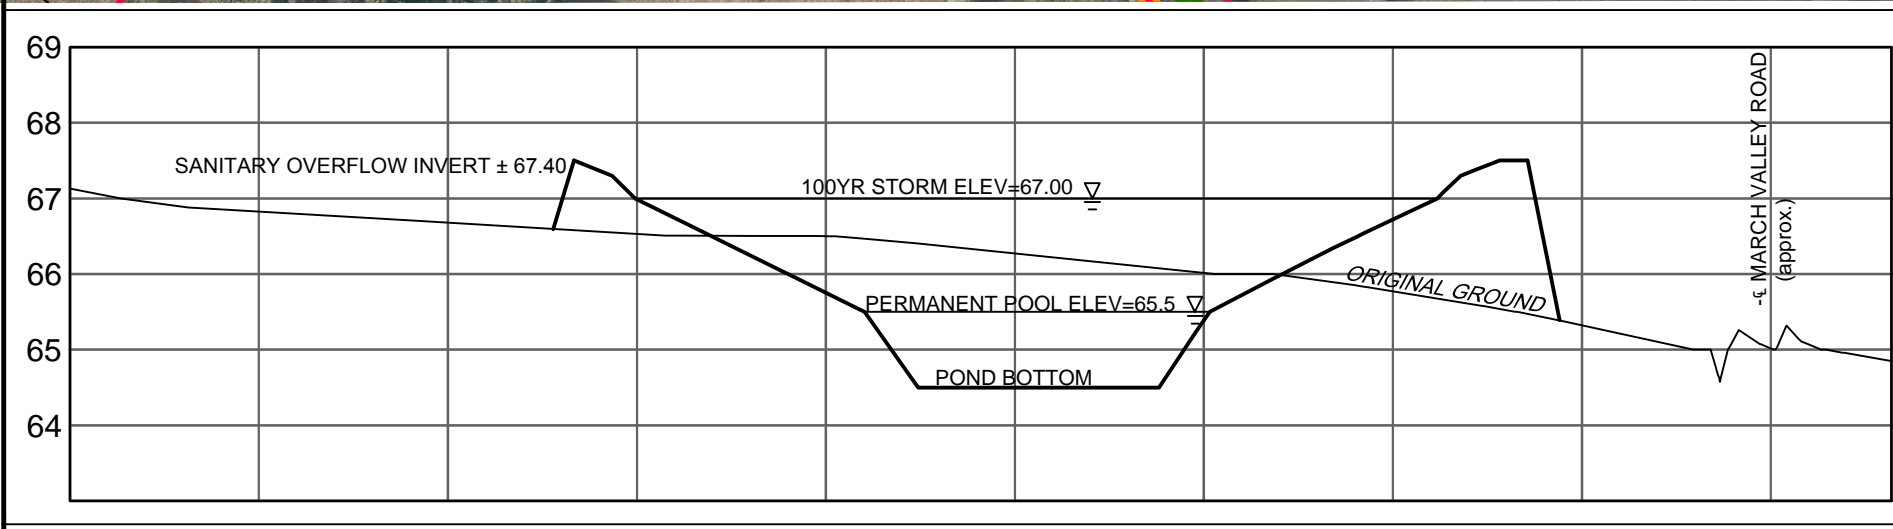 69
68
67
66
65
64
SANITARY OVERFLOW INVERT ± 67.40
100YR STORM ELEV=67.00
PERMANENT POOL ELEV=65.5
POND BOTTOM
ORIGINAL GROUND
℄ MARCH VALLEY ROAD
(approx.)